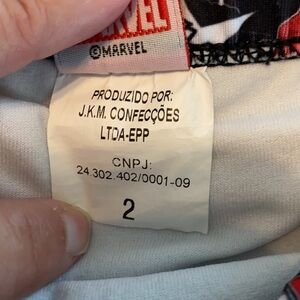 MARVEL
©MARVEL
PRODUZIDO POR:
J.K.M. CONFECÇÕES
LTDA-EPP
CNPJ:
24 302.402/0001-09
2